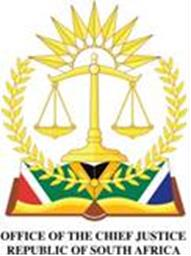 OFFICE OF THE CHIEF JUSTICE
REPUBLIC OF SOUTH AFRICA